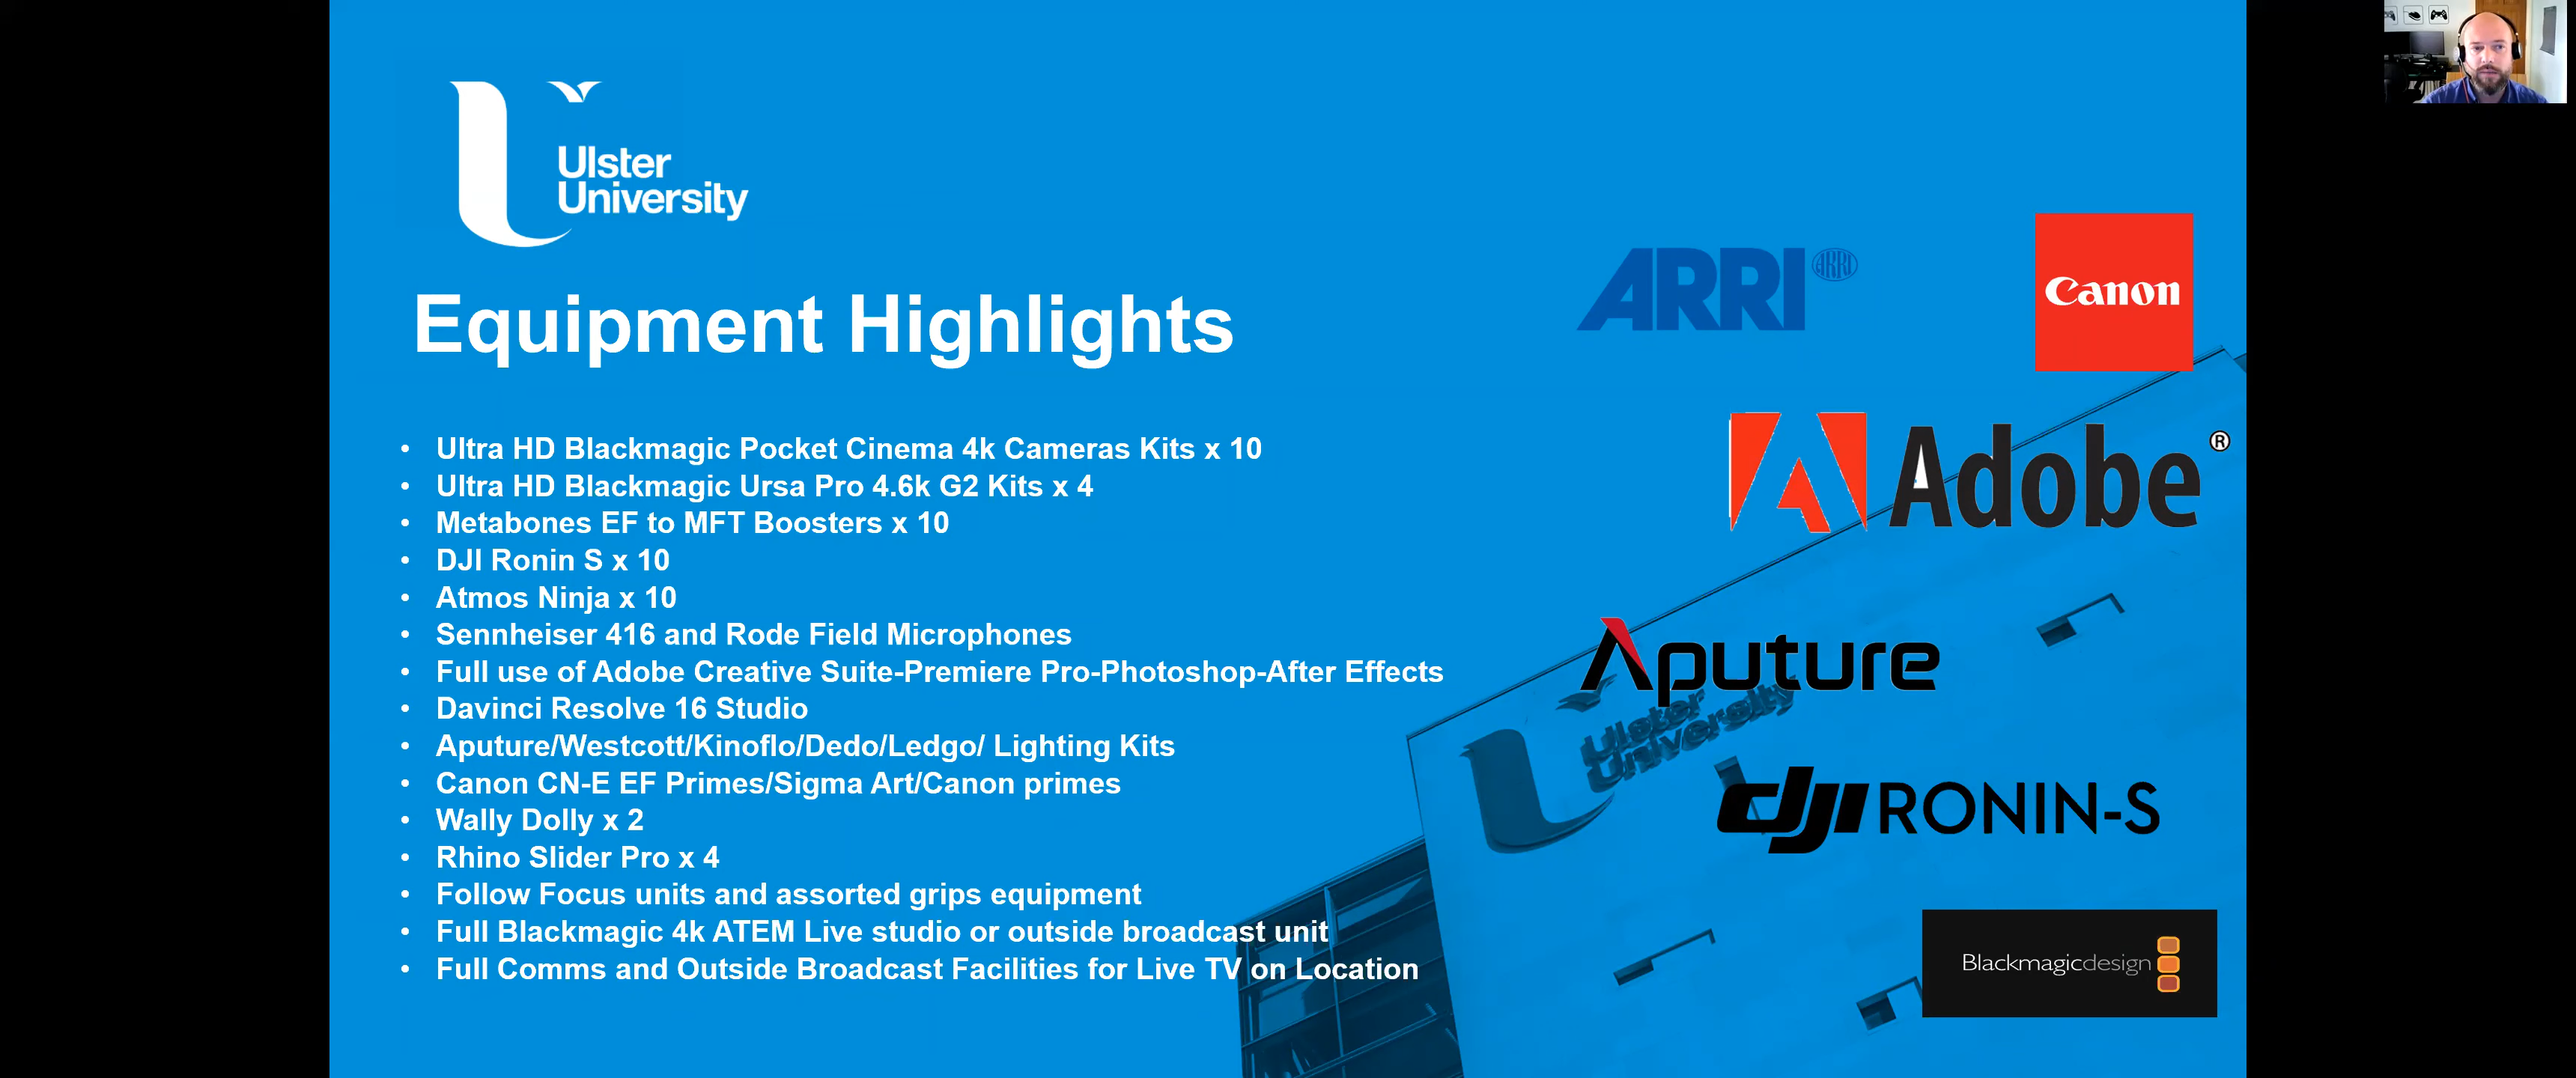 Ulster
University
Equipment Highlights
ARRI ARRI
Canon
Adobe ®
• Ultra HD Blackmagic Pocket Cinema 4k Cameras Kits x 10
• Ultra HD Blackmagic Ursa Pro 4.6k G2 Kits x 4
• Metabones EF to MFT Boosters x 10
• DJI Ronin S x 10
• Atmos Ninja x 10
• Sennheiser 416 and Rode Field Microphones
• Full use of Adobe Creative Suite-Premiere Pro-Photoshop-After Effects
• Davinci Resolve 16 Studio
• Aputure/Westcott/Kinoflo/Dedo/Ledgo/ Lighting Kits
• Canon CN-E EF Primes/Sigma Art/Canon primes
• Wally Dolly x 2
• Rhino Slider Pro x 4
• Follow Focus units and assorted grips equipment
• Full Blackmagic 4k ATEM Live studio or outside broadcast unit
• Full Comms and Outside Broadcast Facilities for Live TV on Location
Aputure
Ulster
University
dji RONIN-S
Blackmagicdesign